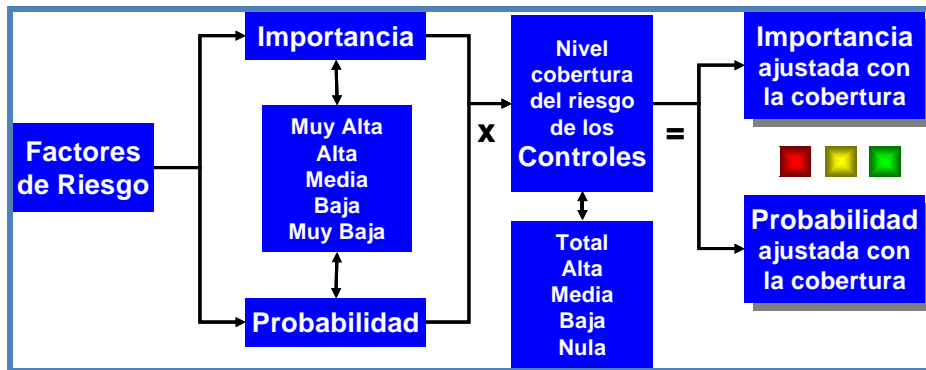 Factores
de Riesgo
Importancia
Muy Alta
Alta
Media
Baja
Muy Baja
Probabilidad
x
Nivel
cobertura
del riesgo
de los
Controles
Total
Alta
Media
Baja
Nula
=
Importancia
ajustada con
la cobertura
Probabilidad
ajustada con
la cobertura